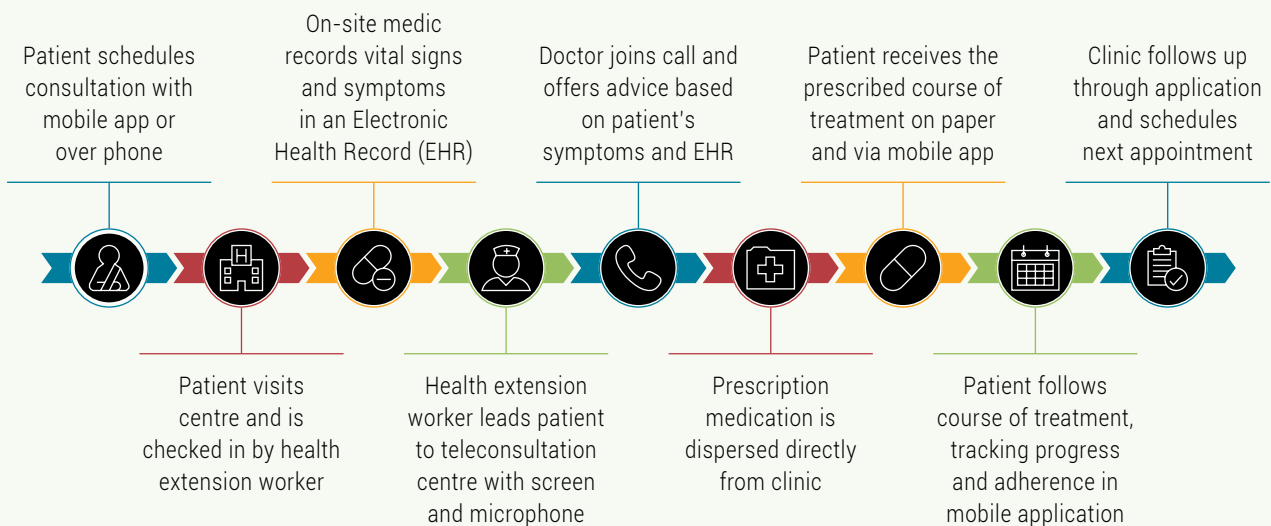 Patient schedules
consultation with
mobile app or
over phone
Patient visits
centre and is
checked in by health
extension worker
On-site medic
records vital signs
and symptoms
in an Electronic
Health Record (EHR)
Health extension
worker leads patient
to teleconsultation
centre with screen
and microphone
Doctor joins call and
offers advice based
on patient's
symptoms and EHR
Prescription
medication is
dispersed directly
from clinic
Patient receives the
prescribed course of
treatment on paper
and via mobile app
Patient follows
course of treatment,
tracking progress
and adherence in
mobile application
Clinic follows up
through application
and schedules
next appointment
H